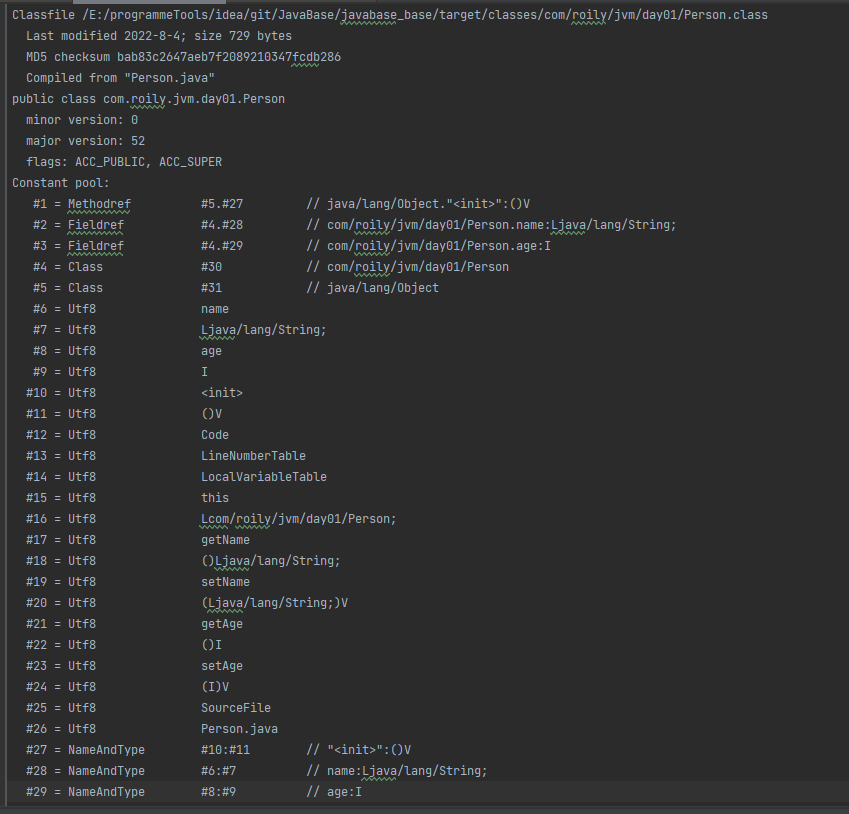 Classfile /E:/programmeTools/idea/git/JavaBase/javabase_base/target/classes/com/roily/jvm/day01/Person.class
  Last modified 2022-8-4; size 729 bytes
  MD5 checksum bab83c2647aeb7f2089210347fcdb286
  Compiled from "Person.java"
public class com.roily.jvm.day01.Person
  minor version: 0
  major version: 52
  flags: ACC_PUBLIC, ACC_SUPER
Constant pool:
   #1 = Methodref          #5.#27         // java/lang/Object."<init>":()V
   #2 = Fieldref           #4.#28         // com/roily/jvm/day01/Person.name:Ljava/lang/String;
   #3 = Fieldref           #4.#29         // com/roily/jvm/day01/Person.age:I
   #4 = Class              #30            // com/roily/jvm/day01/Person
   #5 = Class              #31            // java/lang/Object
   #6 = Utf8               name
   #7 = Utf8               Ljava/lang/String;
   #8 = Utf8               age
   #9 = Utf8               I
  #10 = Utf8               <init>
  #11 = Utf8               ()V
  #12 = Utf8               Code
  #13 = Utf8               LineNumberTable
  #14 = Utf8               LocalVariableTable
  #15 = Utf8               this
  #16 = Utf8               Lcom/roily/jvm/day01/Person;
  #17 = Utf8               getName
  #18 = Utf8               ()Ljava/lang/String;
  #19 = Utf8               setName
  #20 = Utf8               (Ljava/lang/String;)V
  #21 = Utf8               getAge
  #22 = Utf8               ()I
  #23 = Utf8               setAge
  #24 = Utf8               (I)V
  #25 = Utf8               SourceFile
  #26 = Utf8               Person.java
  #27 = NameAndType        #10:#11        // "<init>":()V
  #28 = NameAndType        #6:#7          // name:Ljava/lang/String;
  #29 = NameAndType        #8:#9          // age:I